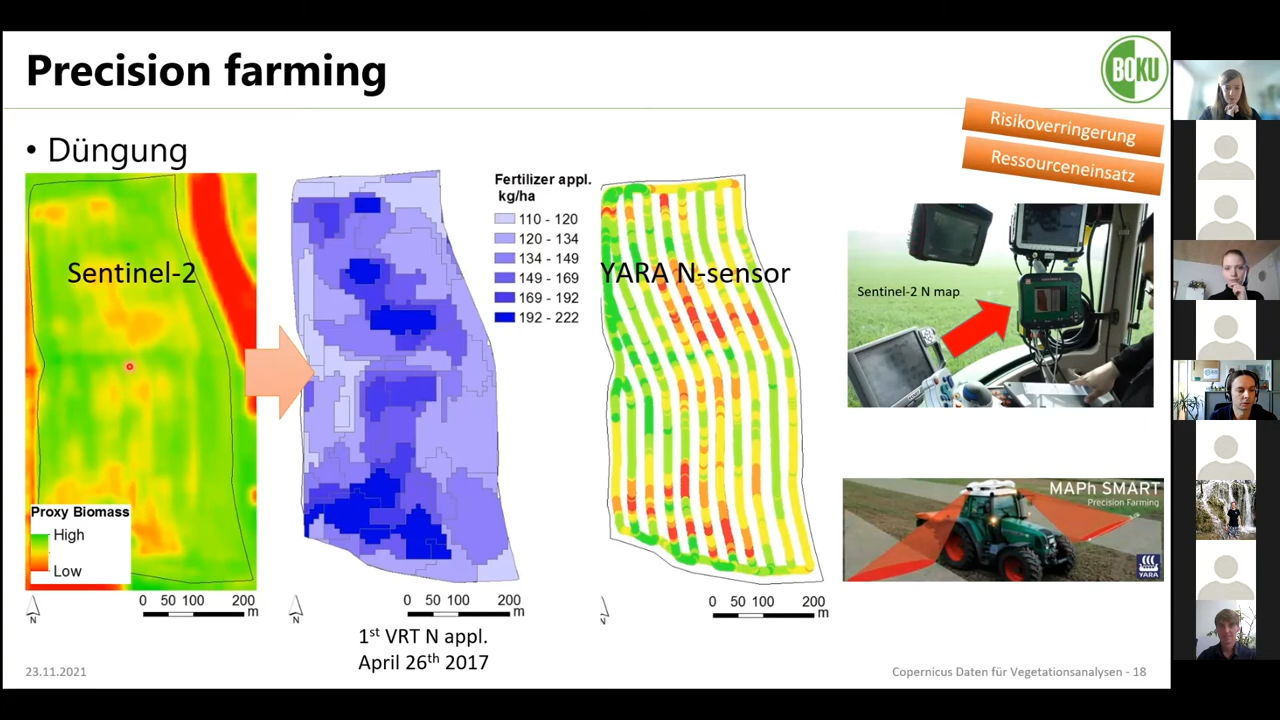 Precision farming
BOKU
Risikoverringerung
Ressourceneinsatz
• Düngung
Sentinel-2
Proxy Biomass
High
Low
0 50 100 200
m
N
Fertilizer appl.
kg/ha
110 - 120
120 - 134
134 - 149
149 - 169
169 - 192
192 - 222
0 50 100 200
m
N
1st VRT N appl.
April 26th 2017
YARA N-sensor
0 50 100 200
m
N
Sentinel-2 N map
MAPh SMART
Precision Farming
YARA
23.11.2021
Copernicus Daten für Vegetationsanalysen - 18